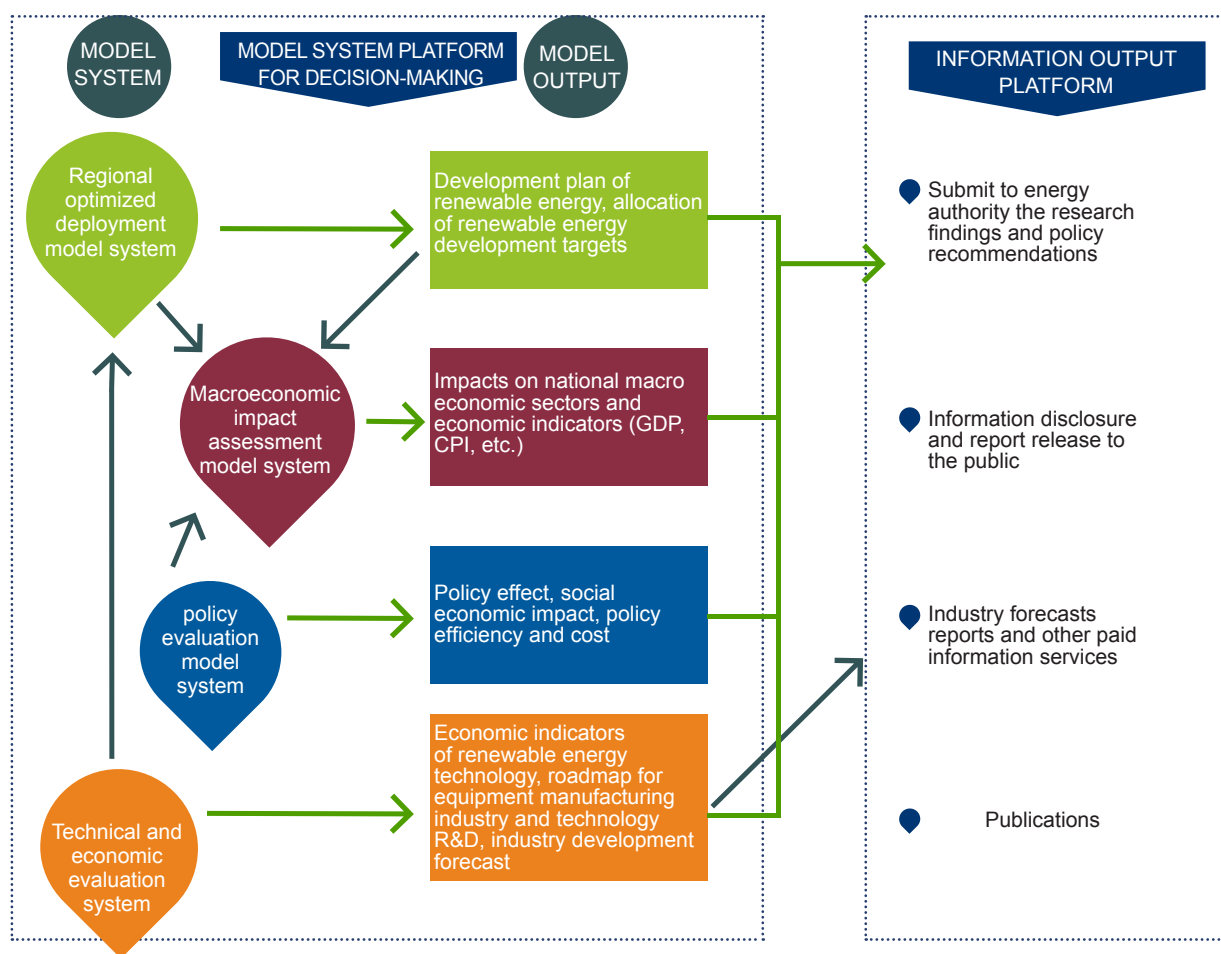 MODEL
SYSTEM
MODEL SYSTEM PLATFORM
FOR DECISION-MAKING
MODEL
OUTPUT
INFORMATION OUTPUT
PLATFORM
Regional
optimized
deployment
model system
Development plan of
renewable energy, allocation
of renewable energy
development targets
Submit to energy
authority the research
findings and policy
recommendations
Macroeconomic
impact
assessment
model system
Impacts on national macro
economic sectors and
economic indicators (GDP,
CPI, etc.)
Information disclosure
and report release to
the public
policy
evaluation
model
system
Policy effect, social
economic impact, policy
efficiency and cost
Industry forecasts
reports and other paid
information services
Technical and
economic
evaluation
system
Economic indicators
of renewable energy
technology, roadmap for
equipment manufacturing
industry and technology
R&D, industry development
forecast
Publications